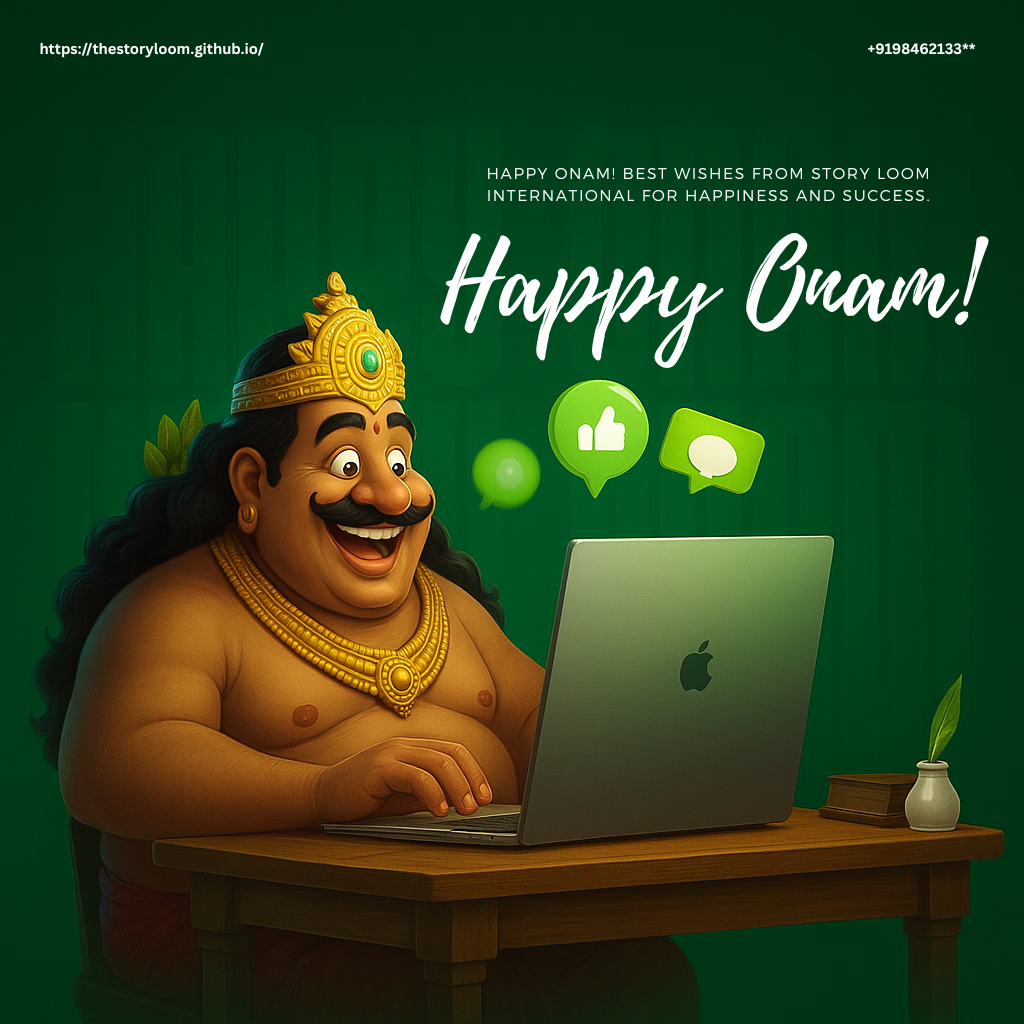 https://thestoryloom.github.io/
+9198462133**
HAPPY ONAM! BEST WISHES FROM STORY LOOM
INTERNATIONAL FOR HAPPINESS AND SUCCESS.
Happy Onam!